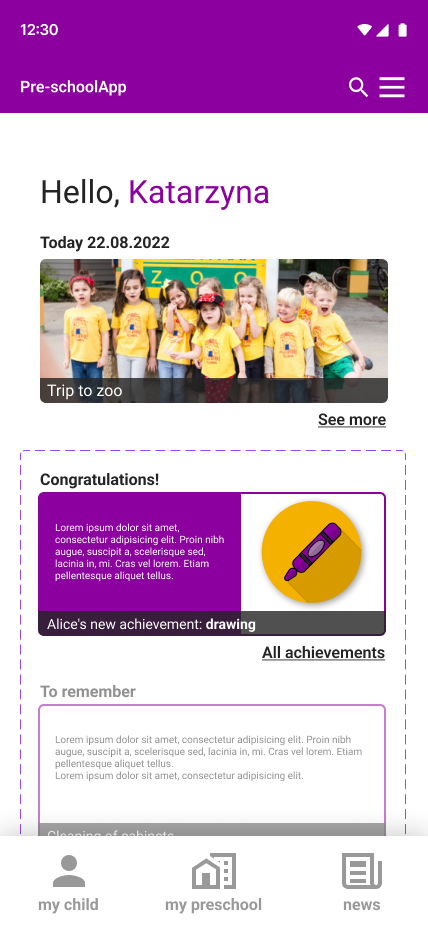 12:30
Pre-schoolApp
Hello, Katarzyna
Today 22.08.2022
Z O O
Trip to zoo
See more
Congratulations!
Lorem ipsum dolor sit amet,
consectetur adipisicing elit. Proin nibh
augue, suscipit a, scelerisque sed,
lacinia in, mi. Cras vel lorem. Etiam
pellentesque aliquet tellus.
Alice's new achievement: drawing
All achievements
To remember
Lorem ipsum dolor sit amet, consectetur adipisicing elit. Proin nibh
augue, suscipit a, scelerisque sed, lacinia in, mi. Cras vel lorem. Etiam
pellentesque aliquet tellus.
Lorem ipsum dolor sit amet, consectetur adipisicing elit.
Cleaning of cabinets
my child
my preschool
news